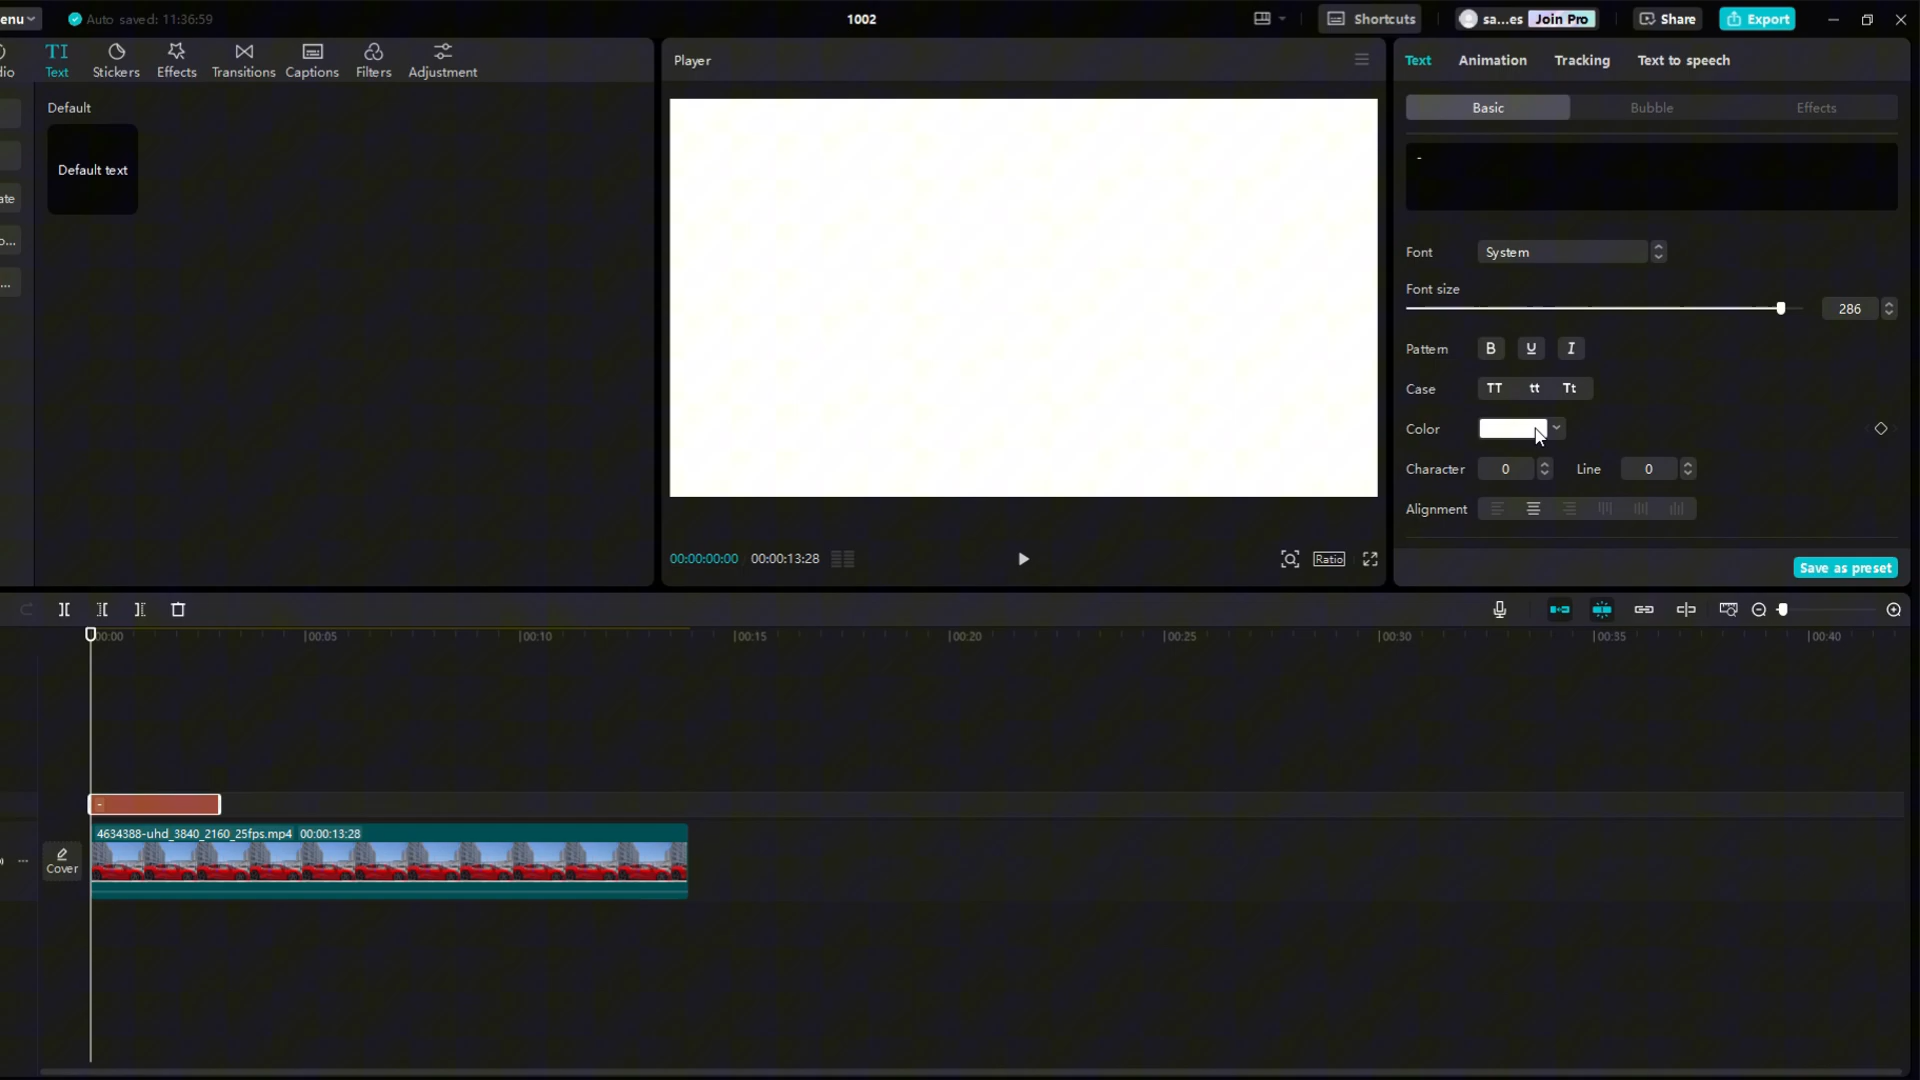 enu
Auto saved: 11:36:59
1002
Shortcuts
sa...es
Join Pro
Share
Export
dio
Text
Stickers
Effects
Transitions
Captions
Filters
Adjustment
ate
o...
...
Default
Default text
Player
00:00:00:00
00:00:13:28
Ratio
Text
Animation
Tracking
Text to speech
Basic
Bubble
Effects
-
Font
System
Font size
286
Pattern
B
U
I
Case
TT
tt
Tt
Color
Character
0
Line
0
Alignment
Save as preset
00:00
00:05
00:10
00:15
00:20
00:25
00:30
00:35
00:40
-
Cover
4634388-uhd_3840_2160_25fps.mp4 00:00:13:28